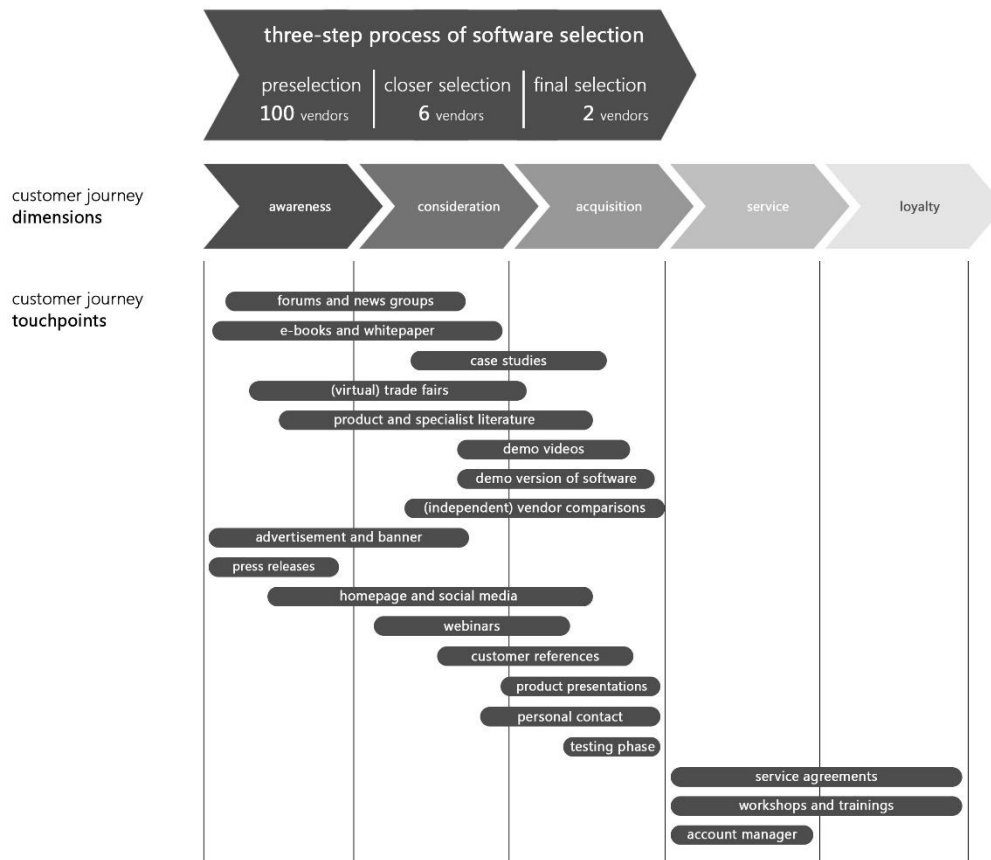 three-step process of software selection
preselection closer selection final selection
100 vendors 6 vendors 2 vendors
customer journey
dimensions
awareness consideration acquisition service loyalty
customer journey
touchpoints
forums and news groups
e-books and whitepaper
case studies
(virtual) trade fairs
product and specialist literature
demo videos
demo version of software
(independent) vendor comparisons
advertisement and banner
press releases
homepage and social media
webinars
customer references
product presentations
personal contact
testing phase
service agreements
workshops and trainings
account manager